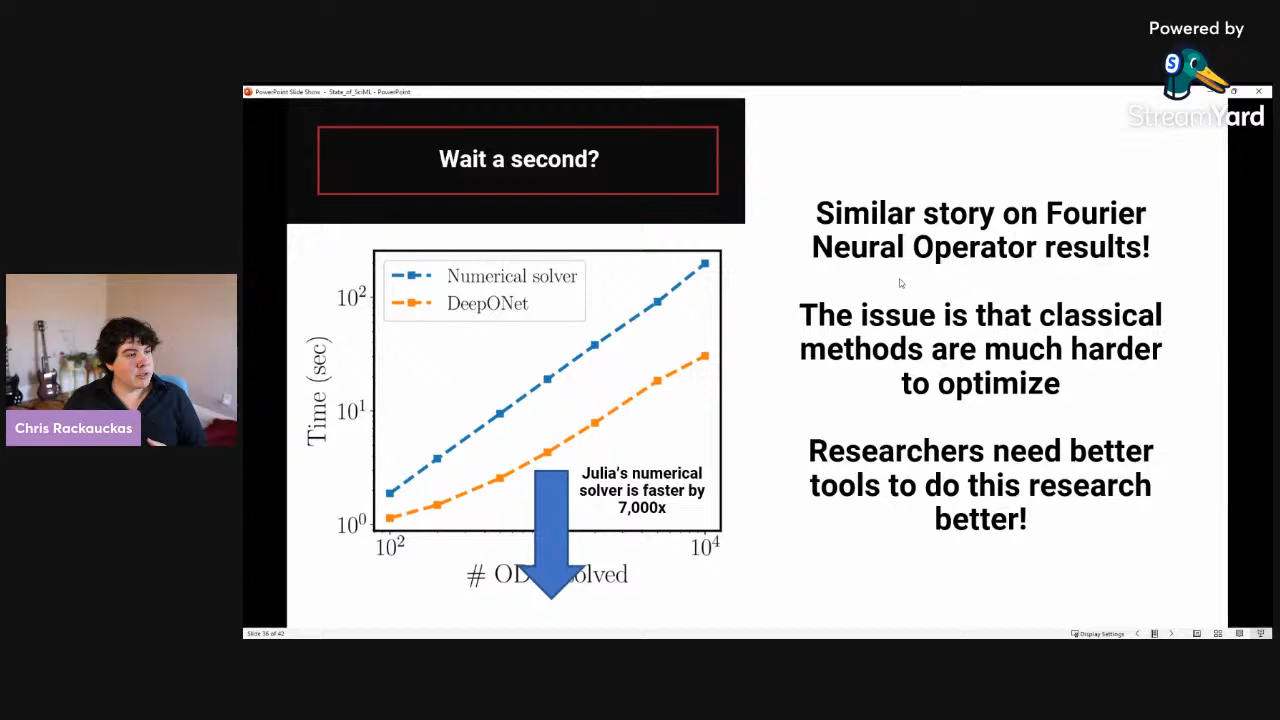 Powered by
S
StreamYard
PowerPoint Slide Show - State_of_SciML - PowerPoint
Wait a second?
Numerical solver
DeepONet
Time (sec)
10²
10¹
10⁰
10²
10⁴
# OD
solved
Julia's numerical
solver is faster by
7,000x
Similar story on Fourier
Neural Operator results!
The issue is that classical
methods are much harder
to optimize
Researchers need better
tools to do this research
better!
Chris Rackauckas
Slide 36 of 42
Display Settings